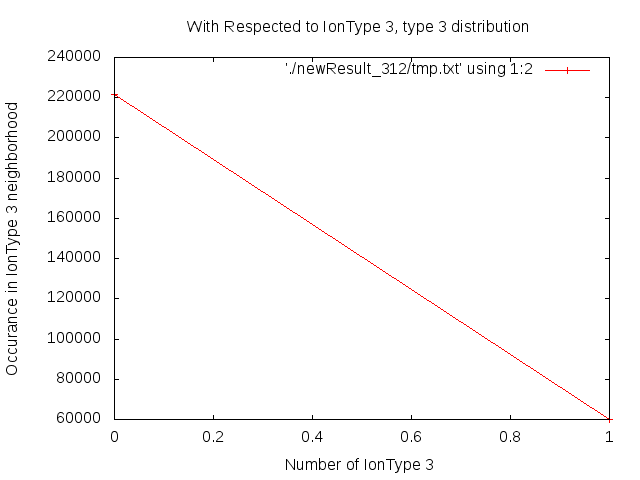 With Respected to IonType 3, type 3 distribution
'./newResult_312/tmp.txt' using 1:2
Occurance in IonType 3 neighborhood
240000
220000
200000
180000
160000
140000
120000
100000
80000
60000
0 0.2 0.4 0.6 0.8 1
Number of IonType 3